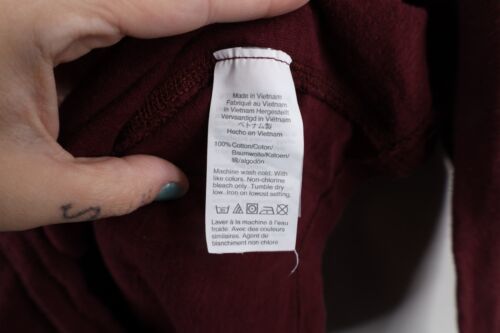 Made in Vietnam
Fabriqué au Vietnam
In Vietnam Hergestellt
Vervaardigd in Vietnam
ベトナム製
Hecho en Vietnam
100%Cotton/Coton/
Baumwolle/Katoen/
綿/algodón
Machine wash cold. With
like colors. Non-chlorine
bleach only. Tumble dry
low. Iron on lowest setting.
Laver à la machine à l'eau
froide. Avec des couleurs
similaires. Agent de
blanchiment non chloré